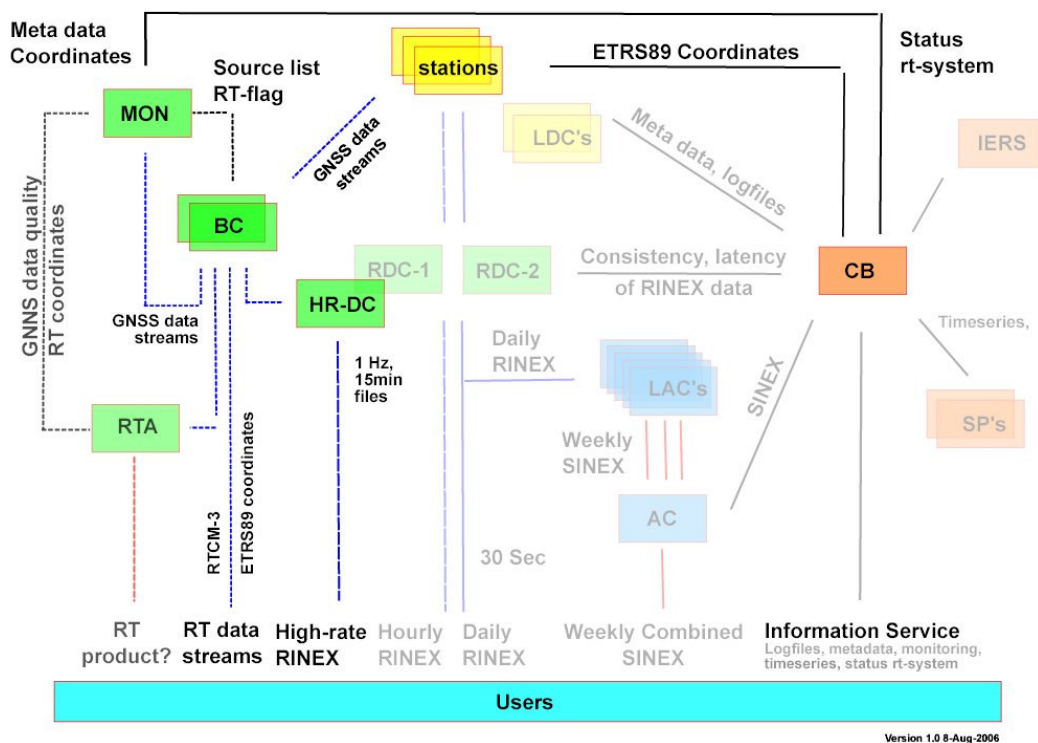 Meta data
Coordinates
Source list
RT-flag
stations
ETRS89 Coordinates
Status
rt-system
MON
LDC's
IERS
GNSS data
streamS
Meta data, logfiles
GNNS data quality
RT coordinates
BC
RDC-1
RDC-2
Consistency, latency
of RINEX data
CB
HR-DC
GNSS data
streams
1 Hz,
15min
files
Daily
RINEX
LAC's
SINEX
Timeseries,
RTA
SP's
Weekly
SINEX
AC
RTCM-3
ETRS89 coordinates
30 Sec
RT
product?
RT data
streams
High-rate
RINEX
Hourly
RINEX
Daily
RINEX
Weekly Combined
SINEX
Information Service
Logfiles, metadata, monitoring,
timeseries, status rt-system
Users
Version 1.0 8-Aug-2006